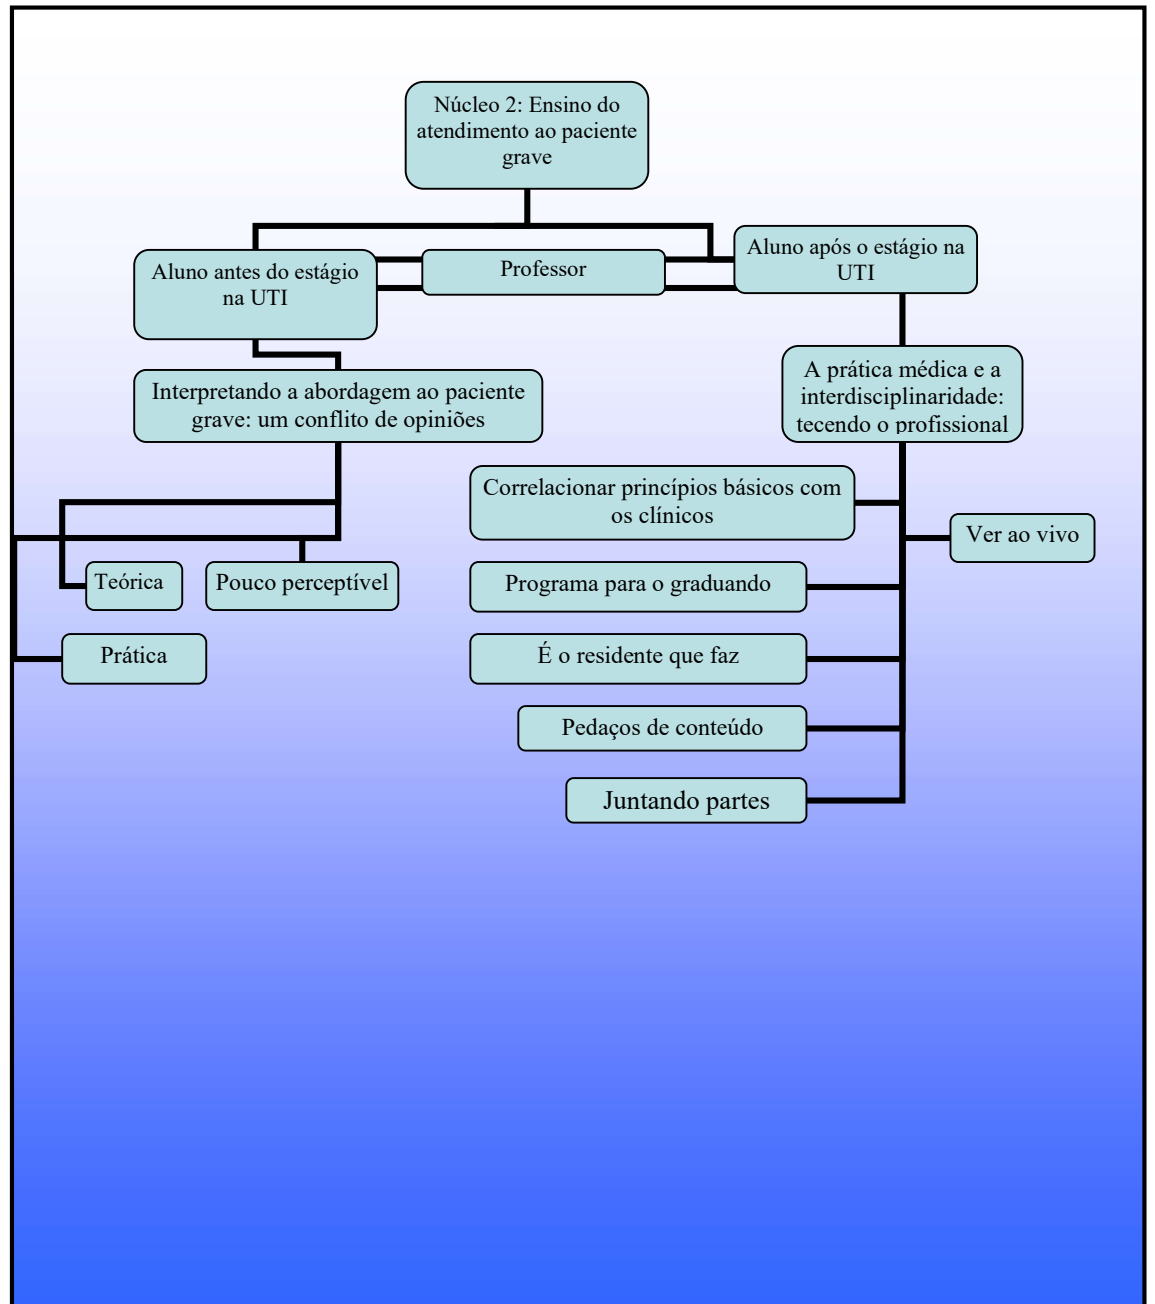 Núcleo 2: Ensino do
atendimento ao paciente
grave
Aluno antes do estágio
na UTI
Professor
Aluno após o estágio na
UTI
Interpretando a abordagem ao paciente
grave: um conflito de opiniões
A prática médica e a
interdisciplinaridade:
tecendo o profissional
Correlacionar princípios básicos com
os clínicos
Ver ao vivo
Teórica
Pouco perceptível
Programa para o graduando
Prática
É o residente que faz
Pedaços de conteúdo
Juntando partes